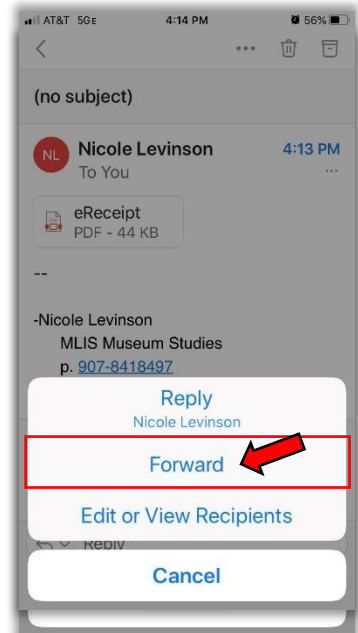 AT&T 5GE 4:14 PM 56%
(no subject)
NL Nicole Levinson 4:13 PM
To You
eReceipt
PDF - 44 KB
--
-Nicole Levinson
MLIS Museum Studies
p. 907-8418497
Reply
Nicole Levinson
Forward
Edit or View Recipients
Reply
Cancel